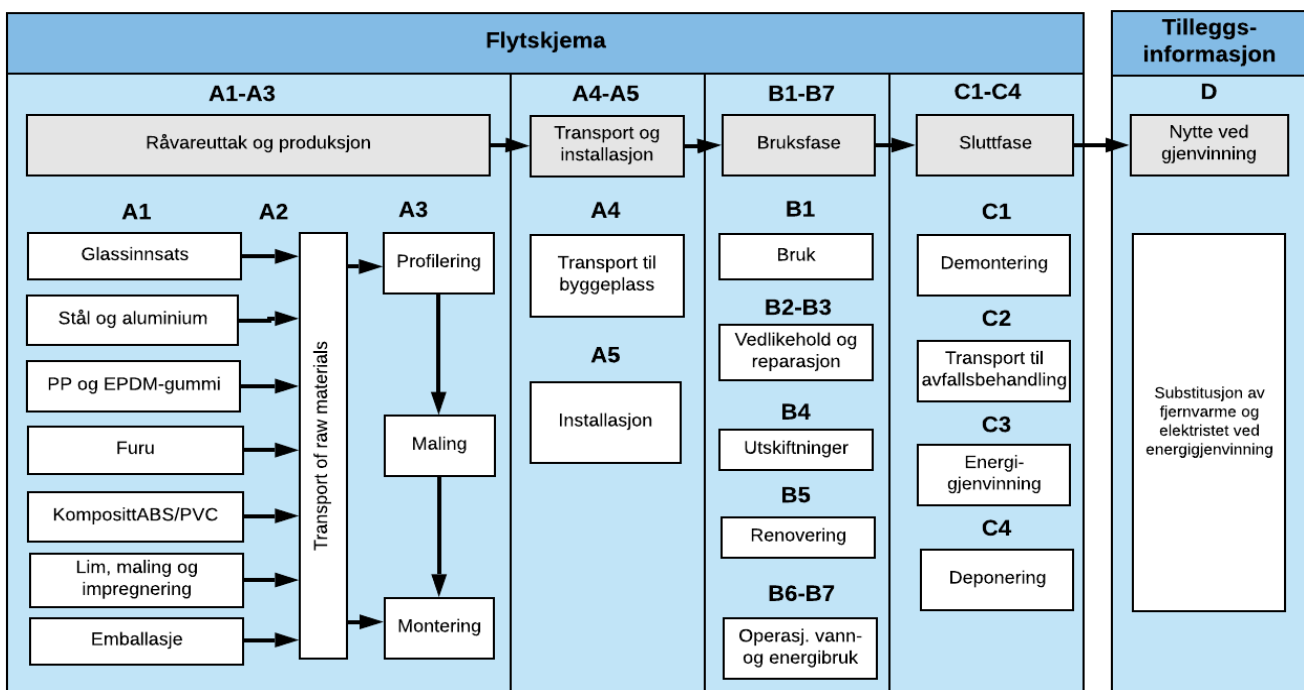 Flytskjema
Tilleggs-
informasjon
A1-A3
A4-A5
B1-B7
C1-C4
D
Råvareuttak og produksjon
Transport og
installasjon
Bruksfase
Sluttfase
Nytte ved
gjenvinning
A1
A2
A3
Glassinnsats
Stål og aluminium
PP og EPDM-gummi
Furu
KomposittABS/PVC
Lim, maling og
impregnering
Emballasje
Transport of raw materials
Profilering
Maling
Montering
A4
Transport til
byggeplass
A5
Installasjon
B1
Bruk
B2-B3
Vedlikehold og
reparasjon
B4
Utskiftninger
B5
Renovering
B6-B7
Operasj. vann-
og energibruk
C1
Demontering
C2
Transport til
avfallsbehandling
C3
Energi-
gjenvinning
C4
Deponering
Substitusjon av
fjernvarme og
elektristet ved
energigjenvinning